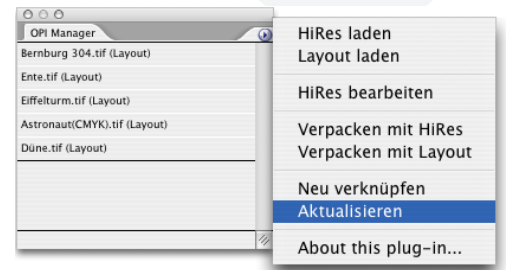 OPI Manager
Bernburg 304.tif (Layout)
Ente.tif (Layout)
Eiffelturm.tif (Layout)
Astronaut(CMYK).tif (Layout)
Düne.tif (Layout)
HiRes laden
Layout laden
HiRes bearbeiten
Verpacken mit HiRes
Verpacken mit Layout
Neu verknüpfen
Aktualisieren
About this plug-in...